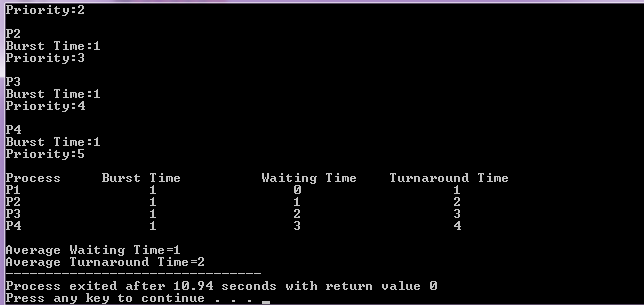 Priority:2
P2
Burst Time:1
Priority:3
P3
Burst Time:1
Priority:4
P4
Burst Time:1
Priority:5
Process Burst Time Waiting Time Turnaround Time
P1 1 0 1
P2 1 1 2
P3 1 2 3
P4 1 3 4
Average Waiting Time=1
Average Turnaround Time=2
--------------------------------
Process exited after 10.94 seconds with return value 0
Press any key to continue . . .